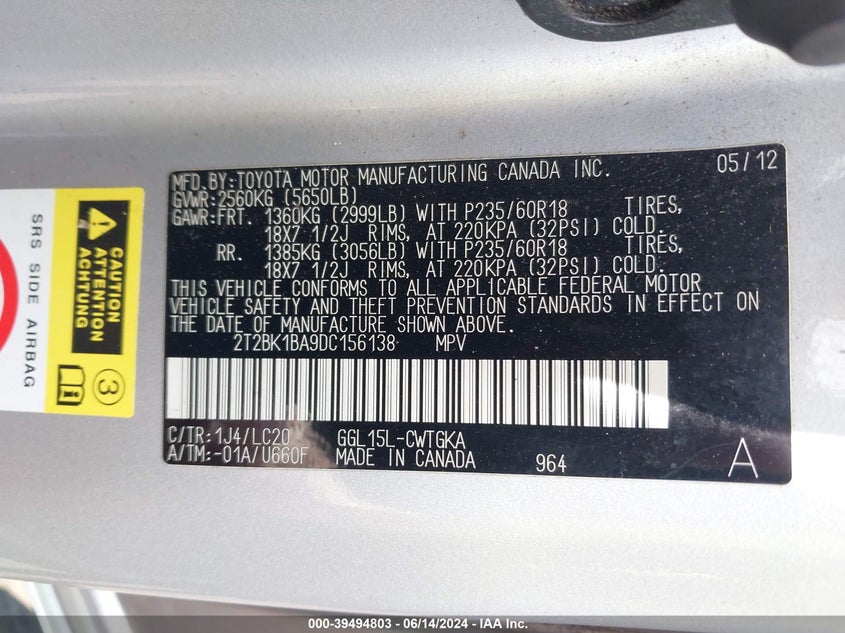 MFD.BY:TOYOTA MOTOR MANUFACTURING CANADA INC. 05/12
GVWR:2560KG (5650LB)
GAWR:FRT. 1360KG (2999LB) WITH P235/60R18 TIRES,
18X7 1/2J RIMS, AT 220KPA (32PSI) COLD.
RR. 1385KG (3056LB) WITH P235/60R18 TIRES,
18X7 1/2J RIMS, AT 220KPA (32PSI) COLD.
THIS VEHICLE CONFORMS TO ALL APPLICABLE FEDERAL MOTOR
VEHICLE SAFETY AND THEFT PREVENTION STANDARDS IN EFFECT ON
THE DATE OF MANUFACTURE SHOWN ABOVE.
2T2BK1BA9DC156138 MPV
C/TR:1J4/LC20 GGL15L-CWTGKA
A/TM:-01A/U660F MADE IN CANADA 964 A
SRS SIDE AIRBAG
CAUTION
ATTENTION
ACHTUNG
3
000-39494803 - 06/14/2024 - IAA Inc.